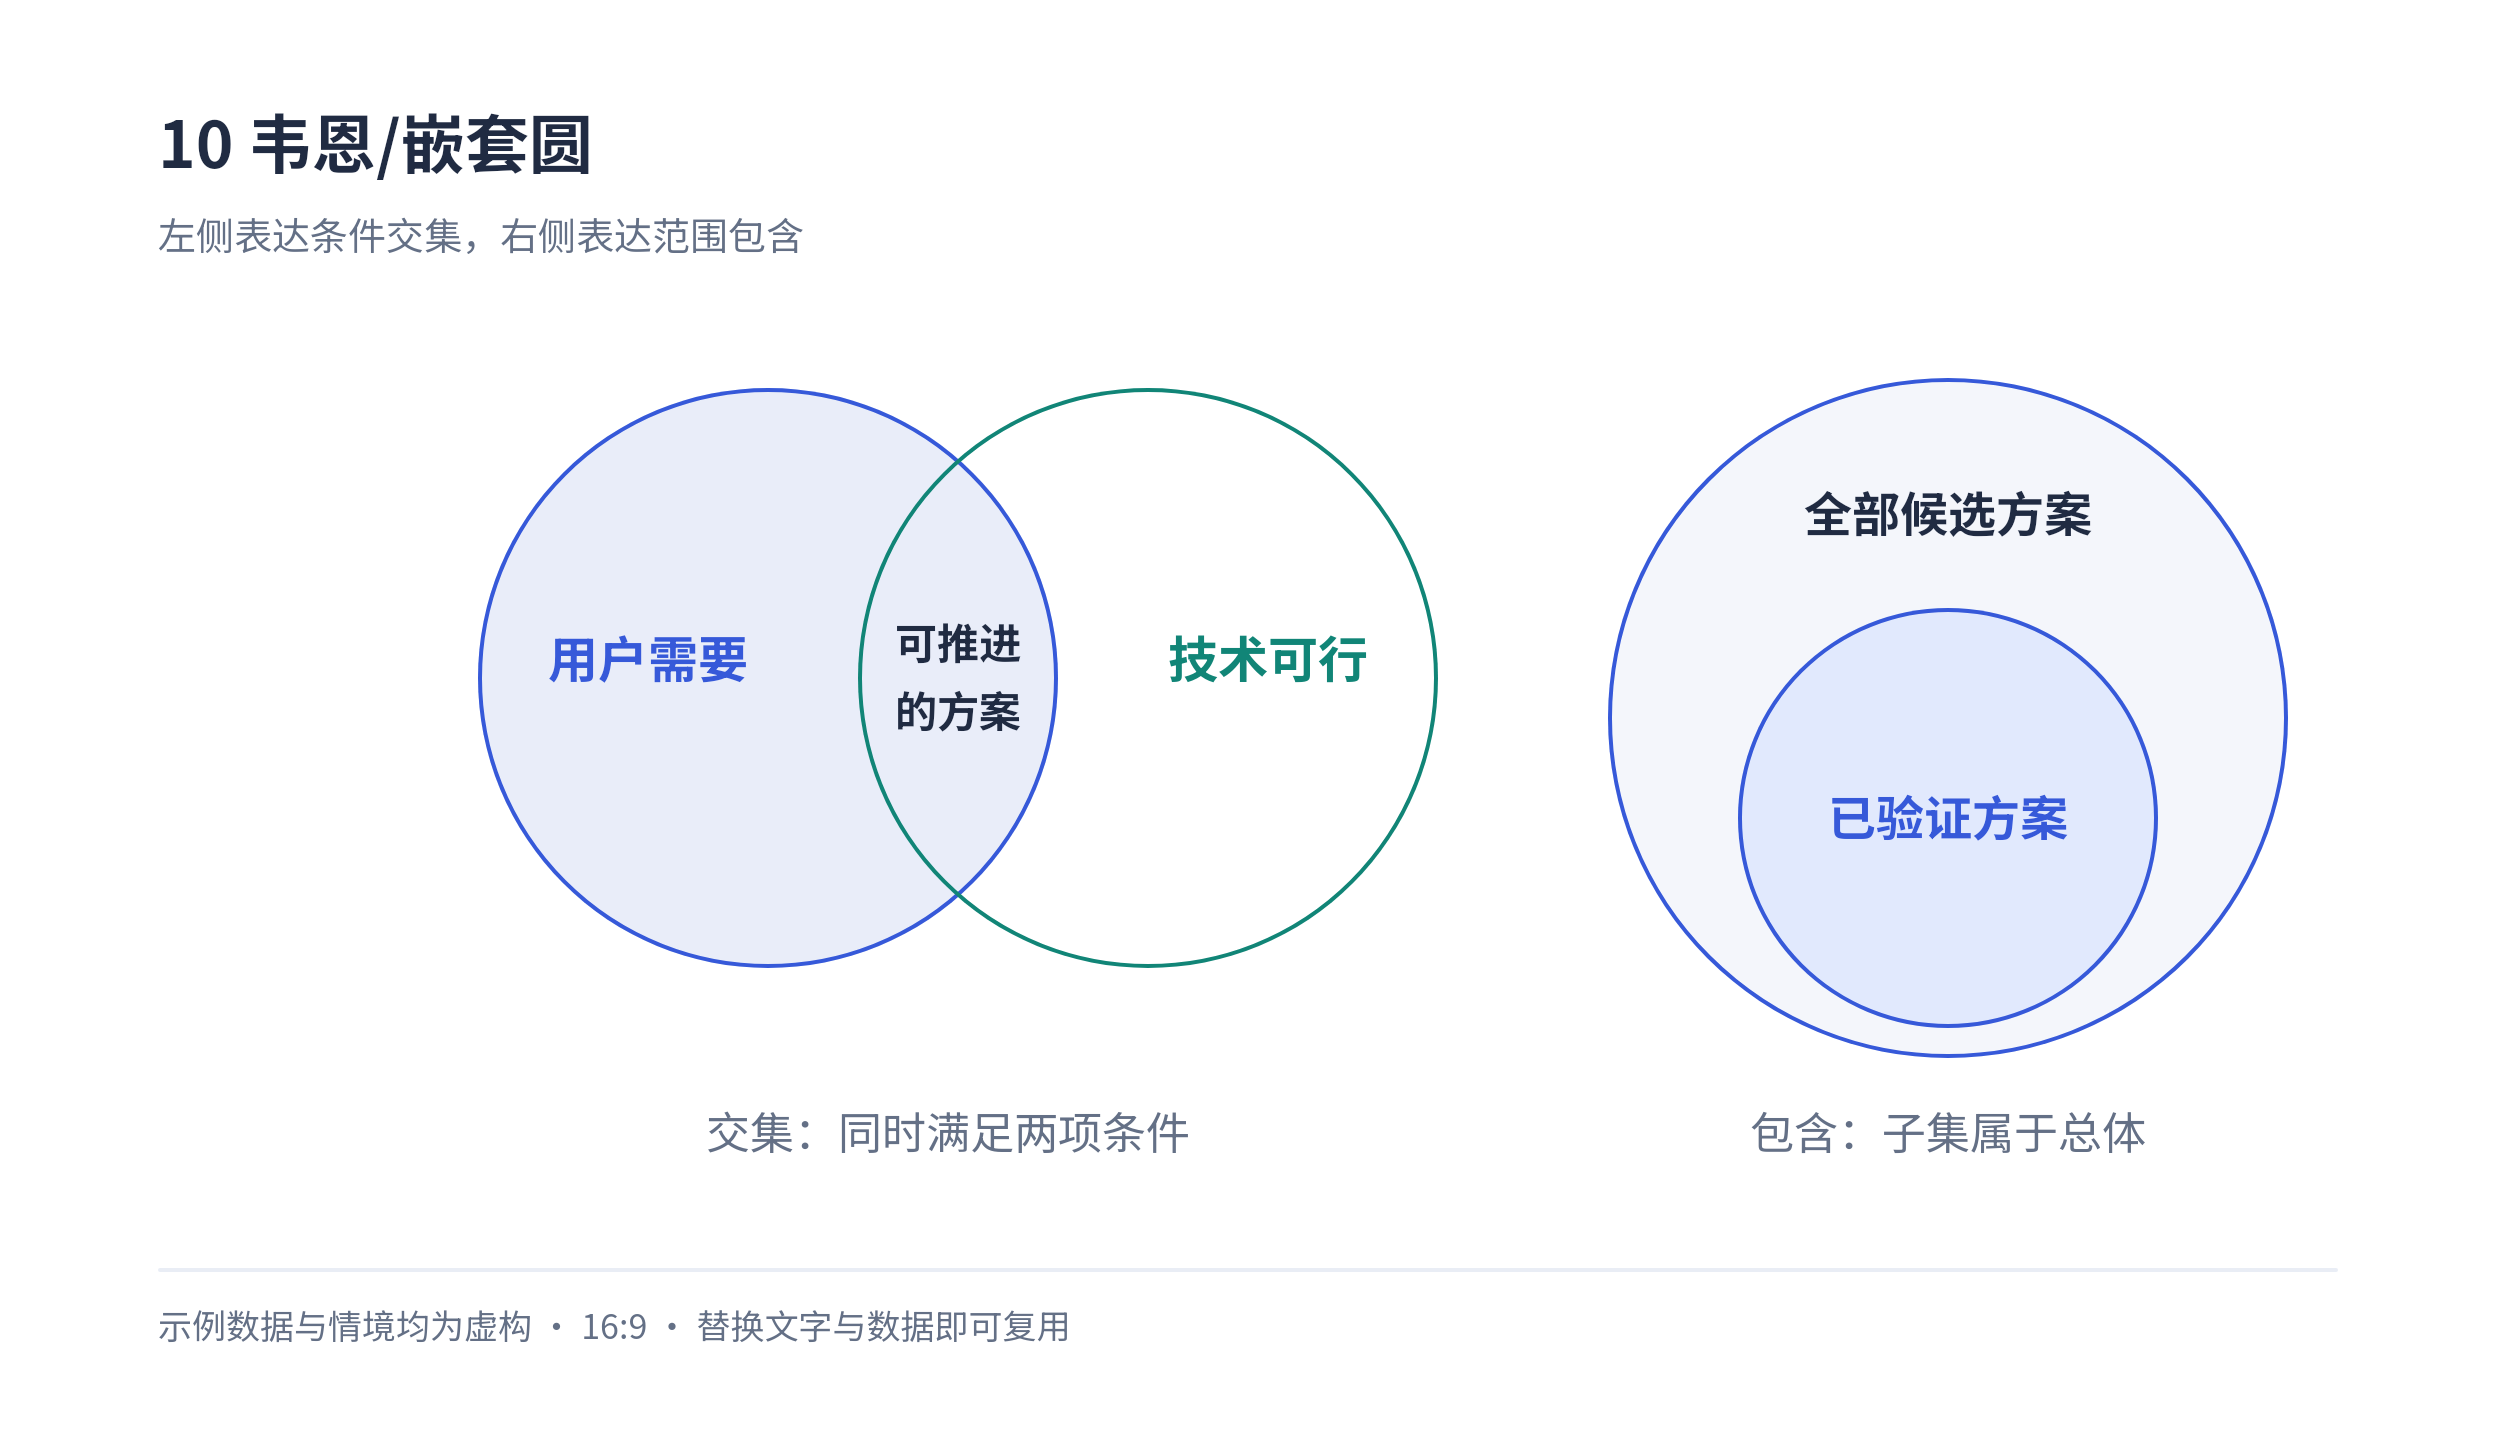 10 韦恩/嵌套图
左侧表达条件交集，右侧表达范围包含
用户需要
可推进
的方案
技术可行
全部候选方案
已验证方案
交集：同时满足两项条件
包含：子集属于总体
示例数据与情境均为虚构 • 16:9 • 替换文字与数据即可复用